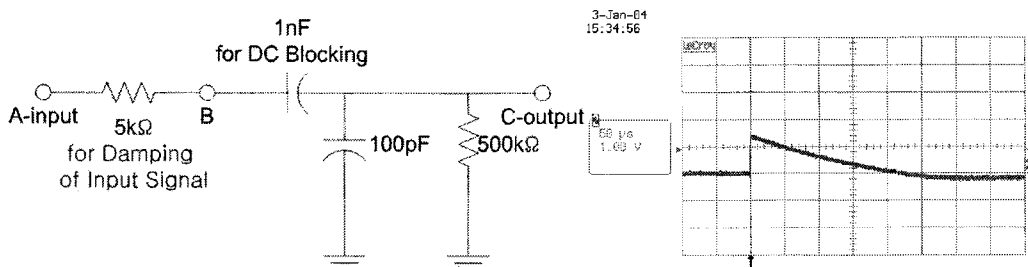 1nF
for DC Blocking
A-input
5kΩ
for Damping
of Input Signal
B
100pF
500kΩ
C-output
3-Jan-04
15:34:56
50 µs
1.00 V
LeCroy